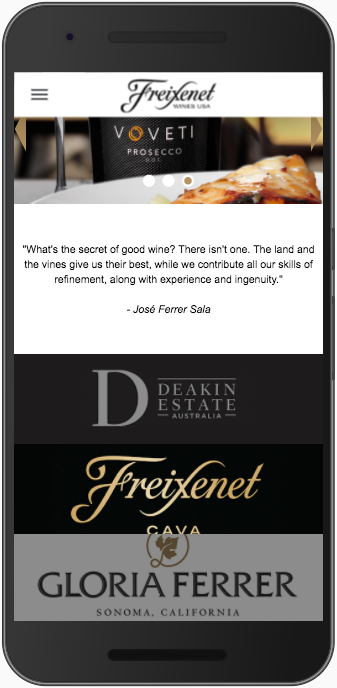 Freixenet
WINES USA
VOVETI
PROSECCO
D.O.C.
"What's the secret of good wine? There isn't one. The land and
the vines give us their best, while we contribute all our skills of
refinement, along with experience and ingenuity."
- José Ferrer Sala
D DEAKIN
ESTATE
AUSTRALIA
Freixenet
CAVA
GLORIA FERRER
SONOMA, CALIFORNIA